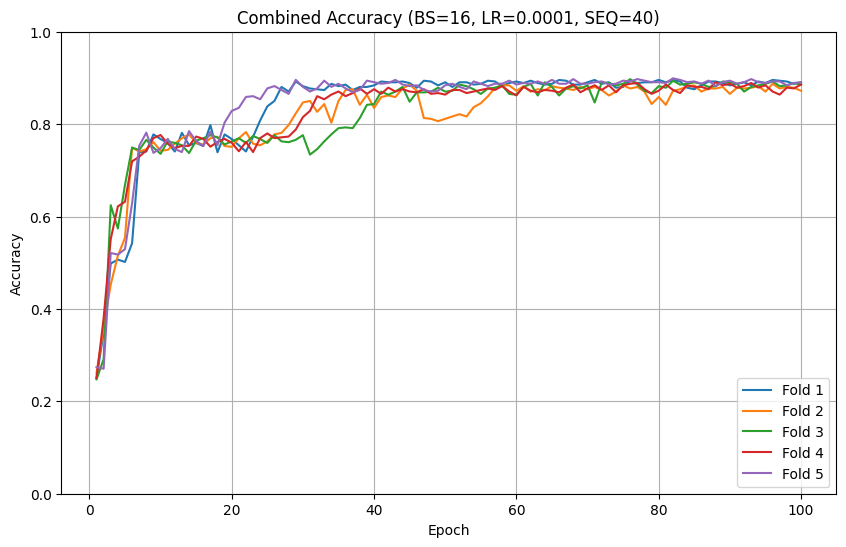 Combined Accuracy (BS=16, LR=0.0001, SEQ=40)
1.0
0.8
0.6
0.4
0.2
0.0
Accuracy
0 20 40 60 80 100
Epoch
Fold 1
Fold 2
Fold 3
Fold 4
Fold 5